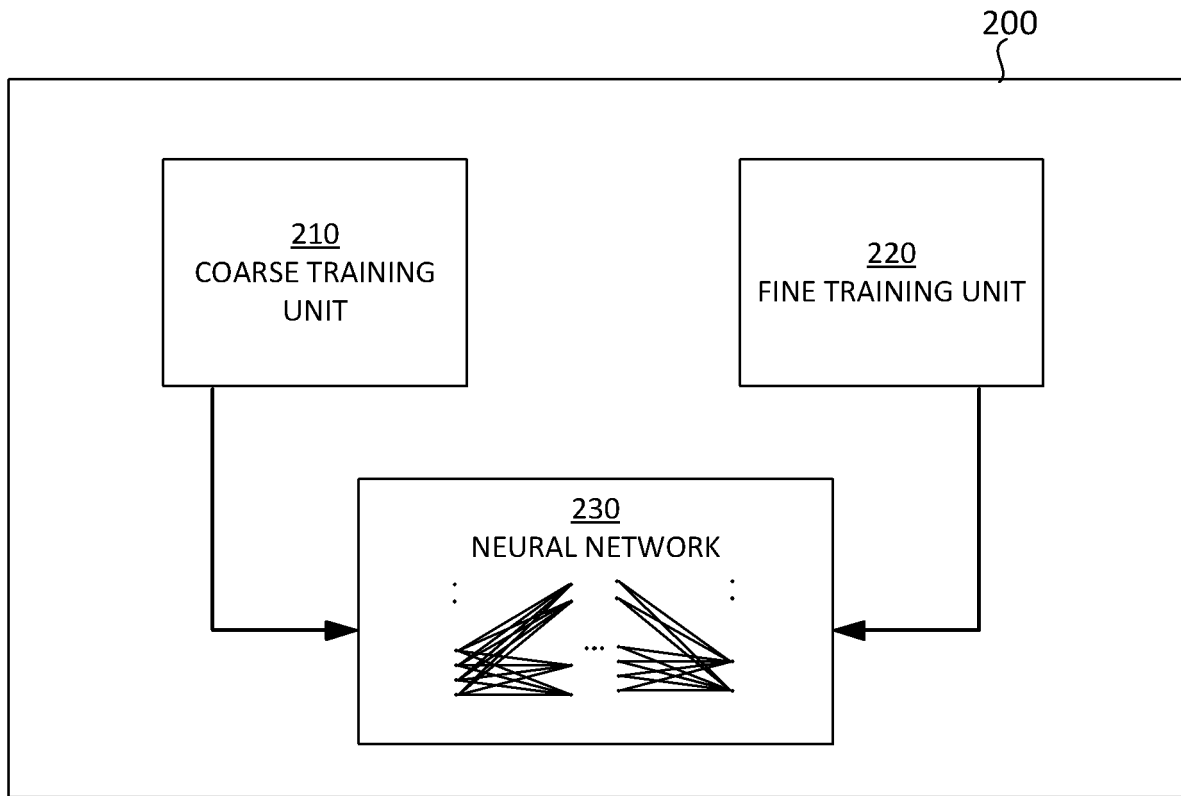 200
210
COARSE TRAINING
UNIT
220
FINE TRAINING UNIT
230
NEURAL NETWORK
...